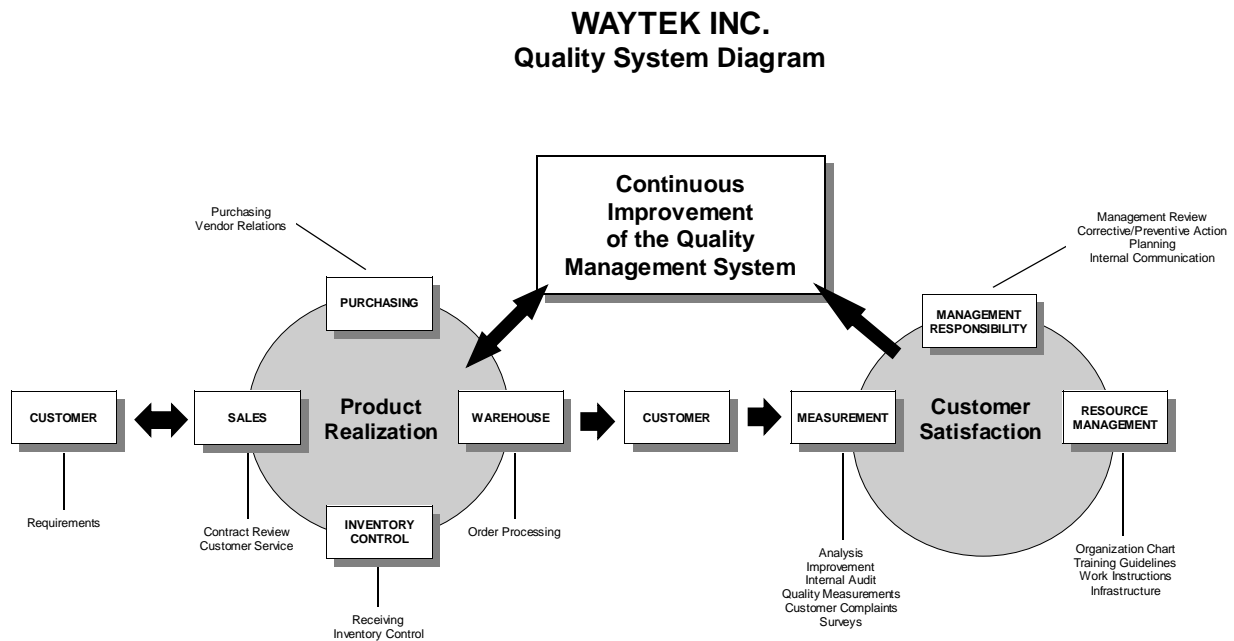 WAYTEK INC.
Quality System Diagram
Continuous
Improvement
of the Quality
Management System
Purchasing
Vendor Relations
Management Review
Corrective/Preventive Action
Planning
Internal Communication
PURCHASING
MANAGEMENT
RESPONSIBILITY
CUSTOMER
SALES
Product
Realization
WAREHOUSE
CUSTOMER
MEASUREMENT
Customer
Satisfaction
RESOURCE
MANAGEMENT
Requirements
Contract Review
Customer Service
INVENTORY
CONTROL
Order Processing
Receiving
Inventory Control
Analysis
Improvement
Internal Audit
Quality Measurements
Customer Complaints
Surveys
Organization Chart
Training Guidelines
Work Instructions
Infrastructure